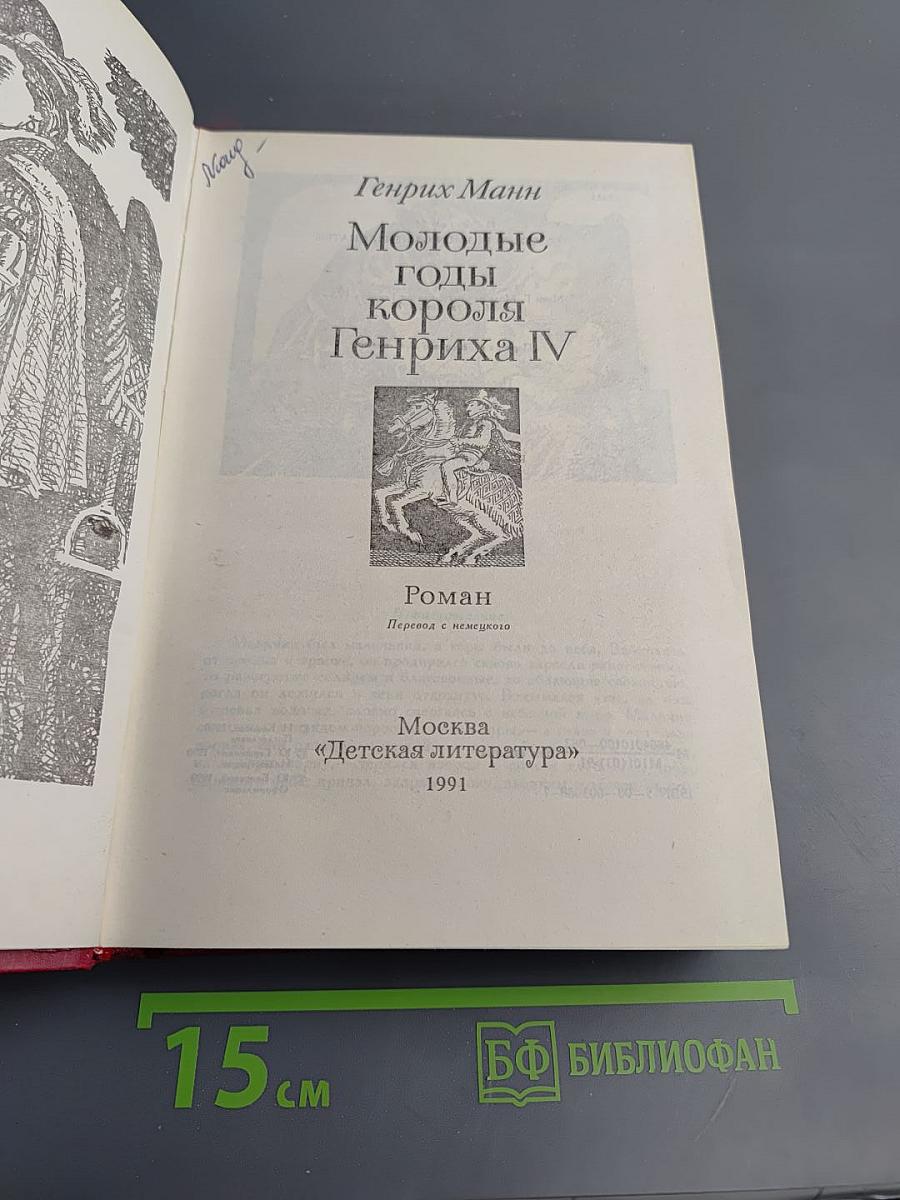 Генрих Манн
Молодые
годы
короля
Генриха IV
Роман
Перевод с немецкого
Москва
«Детская литература»
1991
15 см
БФ БИБЛИОФАН